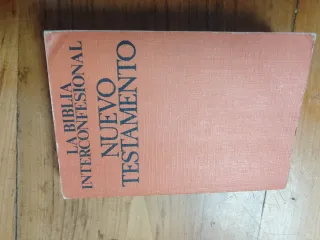 LA BIBLIA
INTERCONFESIONAL
NUEVO
TESTAMENTO